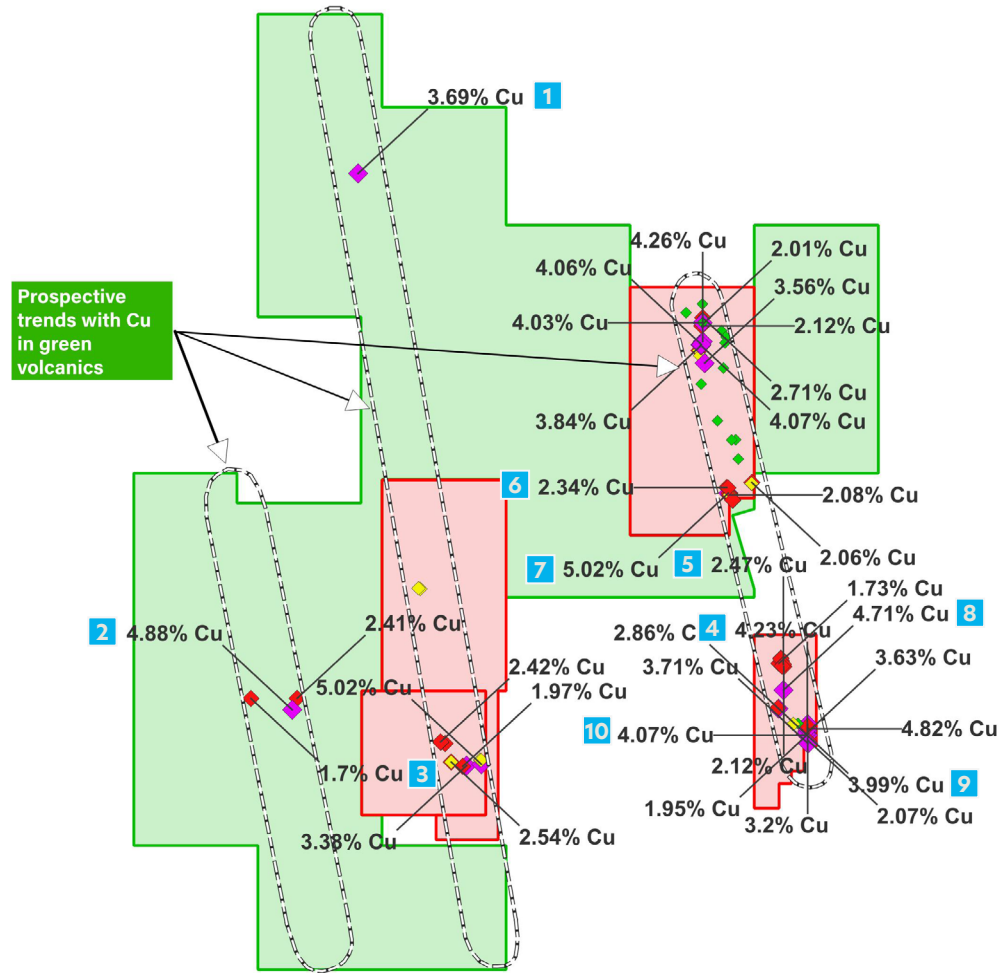 3.69% Cu 1
4.26% Cu
2.01% Cu
4.06% Cu
3.56% Cu
Prospective
trends with Cu
in green
volcanics
4.03% Cu
2.12% Cu
2.71% Cu
3.84% Cu
4.07% Cu
6 2.34% Cu
2.08% Cu
2.06% Cu
7 5.02% Cu
5 2.47% Cu
1.73% Cu
4.71% Cu 8
2 4.88% Cu
2.41% Cu
2.86% C 4
4.23% Cu
3.63% Cu
2.42% Cu
3.71% Cu
5.02% Cu
1.97% Cu
10 4.07% Cu
4.82% Cu
1.7% Cu 3
2.12% Cu
3.99% Cu 9
1.95% Cu
2.07% Cu
3.2% Cu
3.38% Cu
2.54% Cu